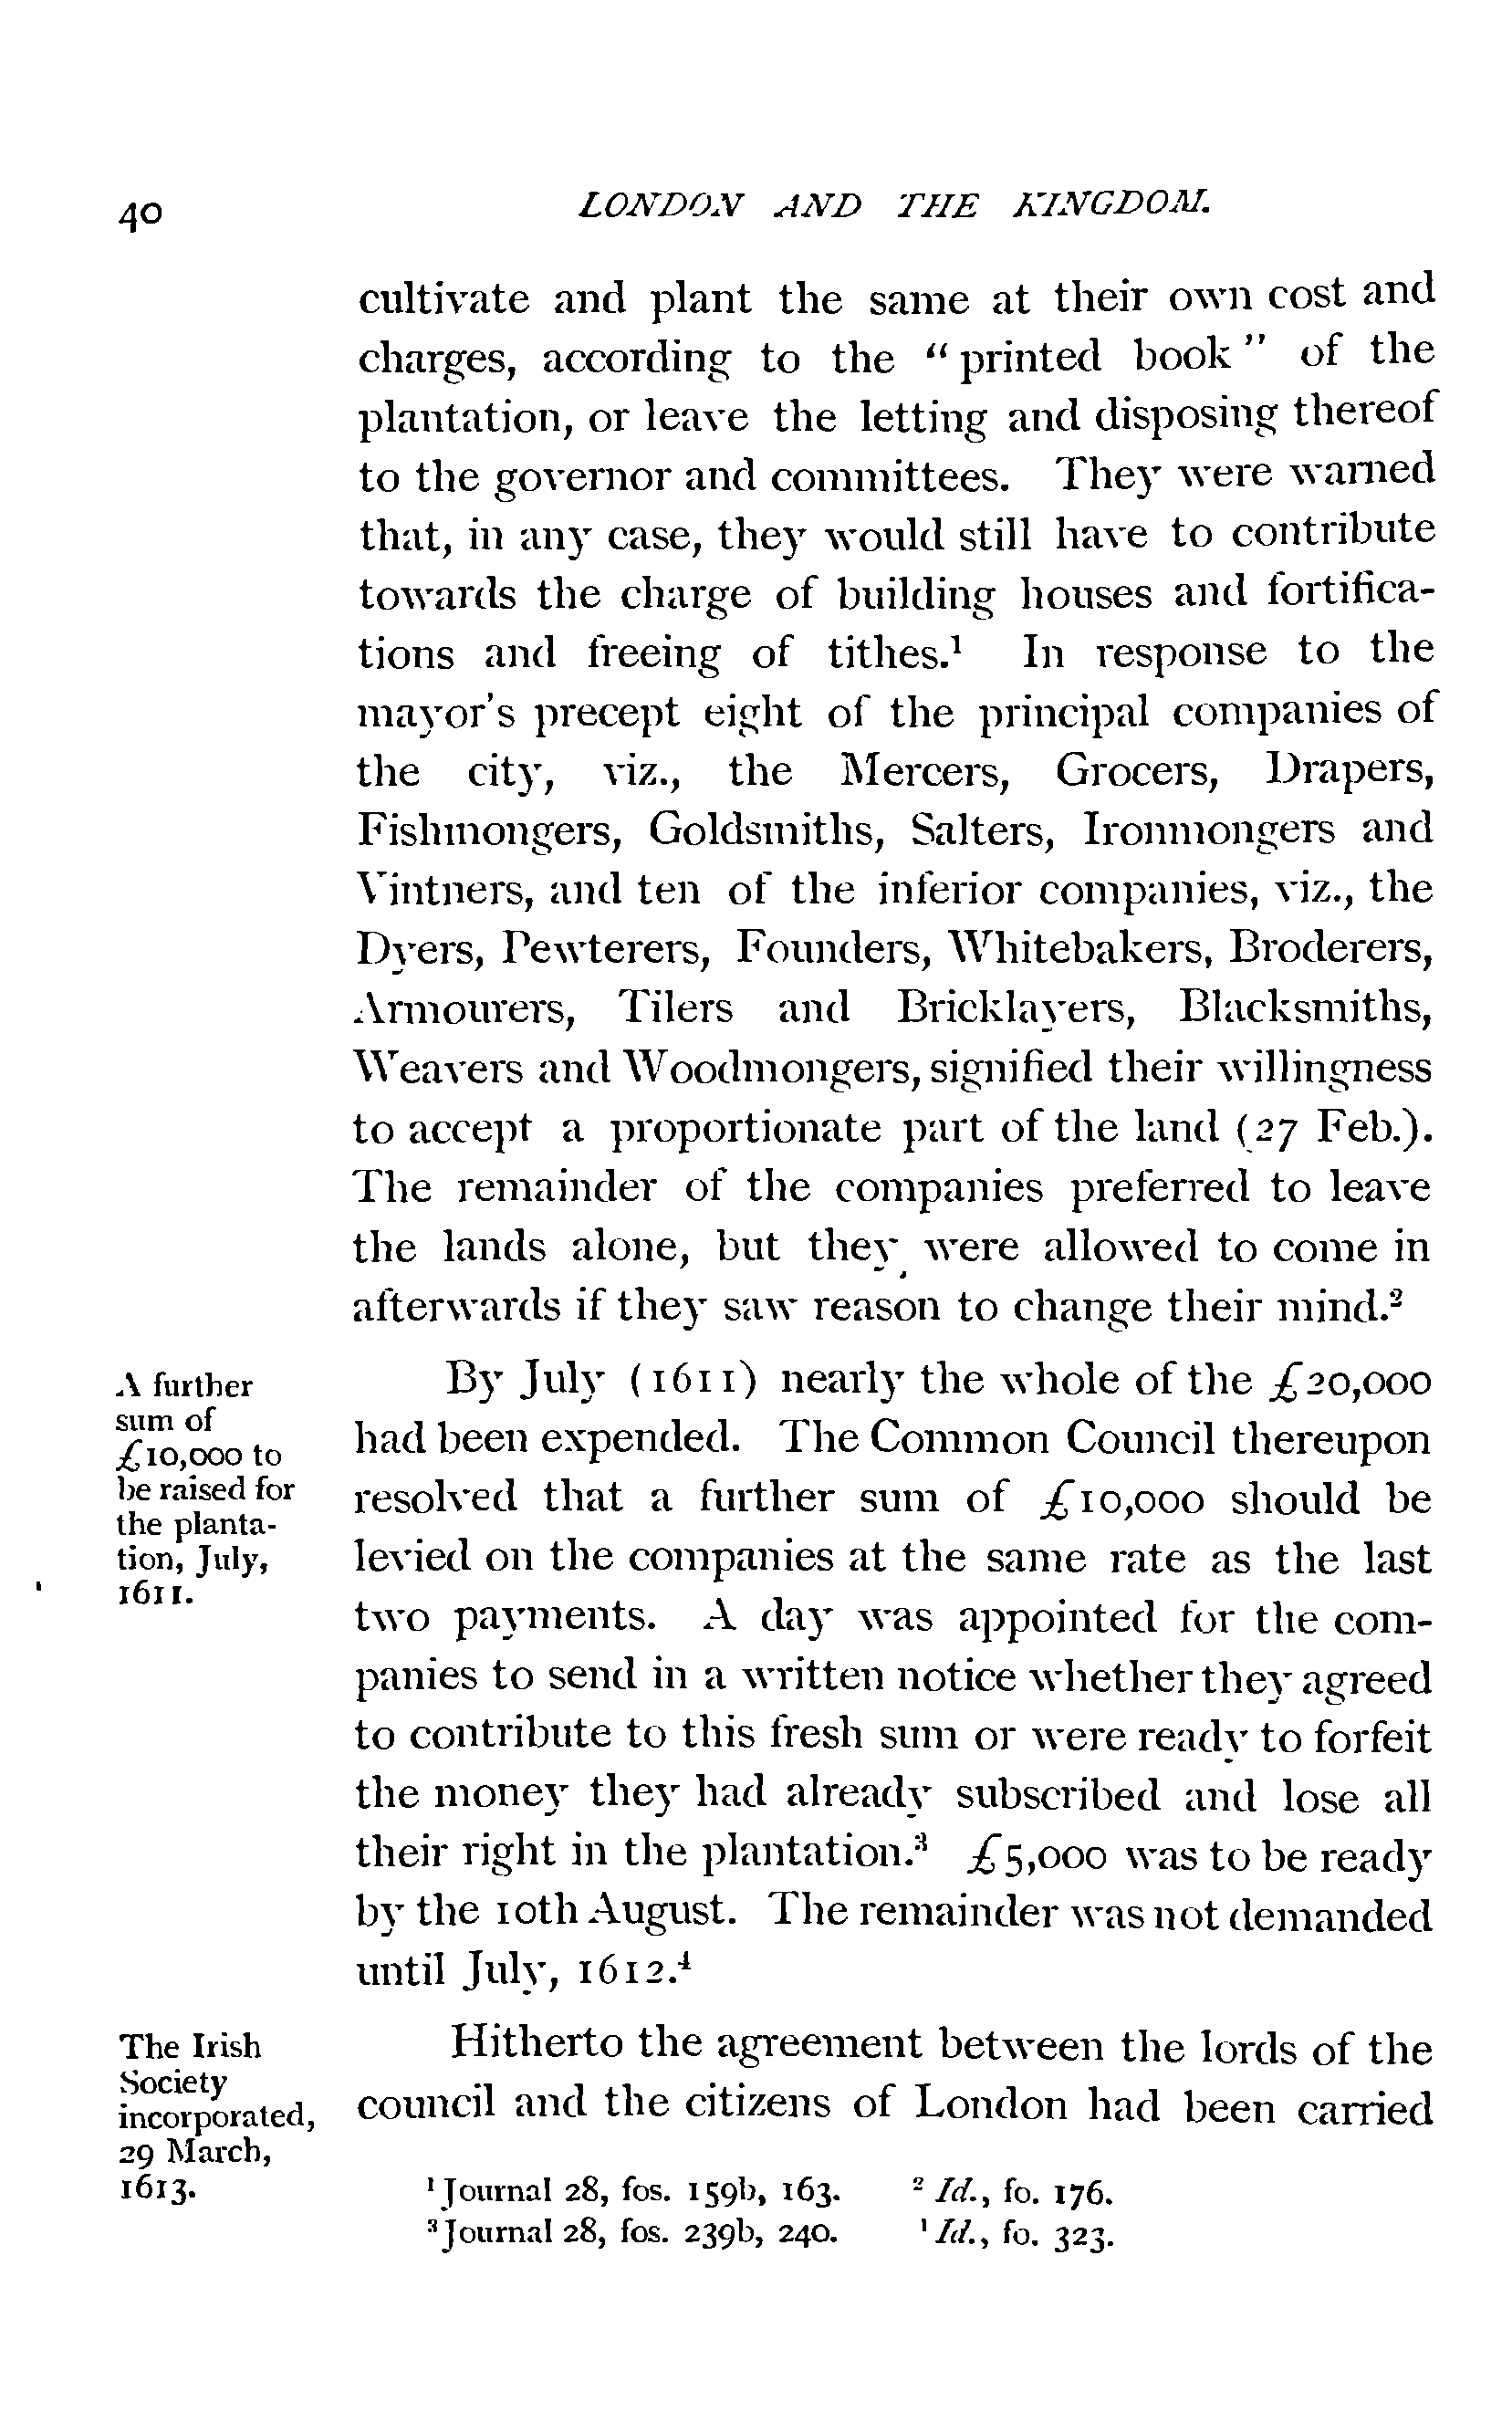 40 LONDON AND THE KINGDOM.
cultivate and plant the same at their own cost and
charges, according to the “printed book” of the
plantation, or leave the letting and disposing thereof
to the governor and committees. They were warned
that, in any case, they would still have to contribute
towards the charge of building houses and fortifica-
tions and freeing of tithes.¹ In response to the
mayor's precept eight of the principal companies of
the city, viz., the Mercers, Grocers, Drapers,
Fishmongers, Goldsmiths, Salters, Ironmongers and
Vintners, and ten of the inferior companies, viz., the
Dyers, Pewterers, Founders, Whitebakers, Broderers,
Armourers, Tilers and Bricklayers, Blacksmiths,
Weavers and Woodmongers, signified their willingness
to accept a proportionate part of the land (27 Feb.).
The remainder of the companies preferred to leave
the lands alone, but they were allowed to come in
afterwards if they saw reason to change their mind.²
A further
sum of
£10,000 to
be raised for
the planta-
tion, July,
1611.
By July (1611) nearly the whole of the £20,000
had been expended. The Common Council thereupon
resolved that a further sum of £10,000 should be
levied on the companies at the same rate as the last
two payments. A day was appointed for the com-
panies to send in a written notice whether they agreed
to contribute to this fresh sum or were ready to forfeit
the money they had already subscribed and lose all
their right in the plantation.³ £5,000 was to be ready
by the 10th August. The remainder was not demanded
until July, 1612.⁴
The Irish
Society
incorporated,
29 March,
1613.
Hitherto the agreement between the lords of the
council and the citizens of London had been carried
¹ Journal 28, fos. 159b, 163. ² Id., fo. 176.
³ Journal 28, fos. 239b, 240. ¹ Id., fo. 323.